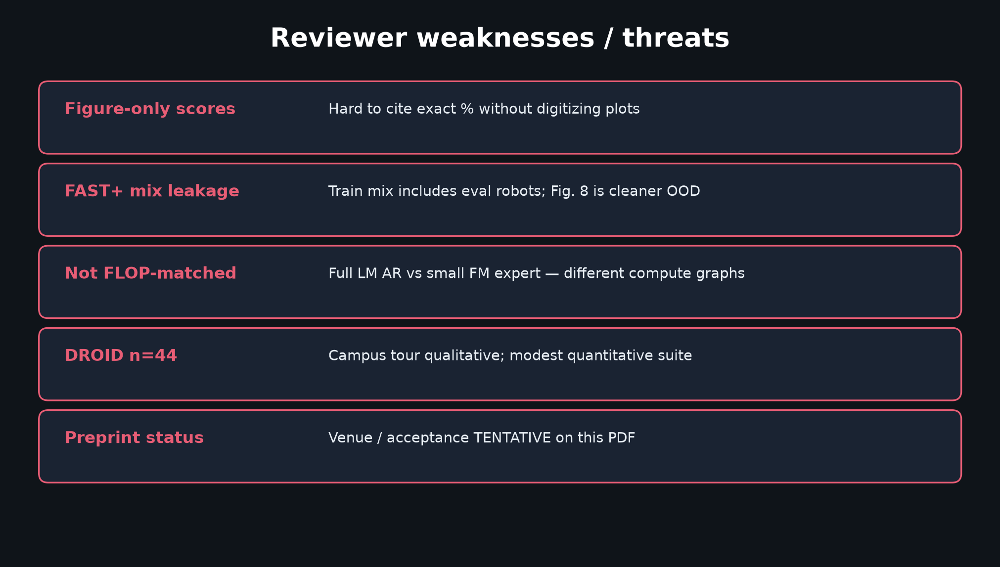 Reviewer weaknesses / threats
Figure-only scores Hard to cite exact % without digitizing plots
FAST+ mix leakage Train mix includes eval robots; Fig. 8 is cleaner OOD
Not FLOP-matched Full LM AR vs small FM expert — different compute graphs
DROID n=44 Campus tour qualitative; modest quantitative suite
Preprint status Venue / acceptance TENTATIVE on this PDF